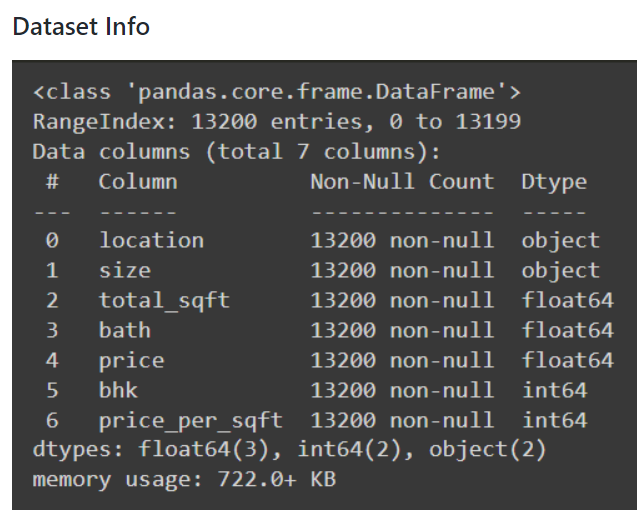 Dataset Info
<class 'pandas.core.frame.DataFrame'>
RangeIndex: 13200 entries, 0 to 13199
Data columns (total 7 columns):
 #   Column          Non-Null Count  Dtype
---  ------          --------------  -----
 0   location        13200 non-null  object
 1   size            13200 non-null  object
 2   total_sqft      13200 non-null  float64
 3   bath            13200 non-null  float64
 4   price           13200 non-null  float64
 5   bhk             13200 non-null  int64
 6   price_per_sqft  13200 non-null  int64
dtypes: float64(3), int64(2), object(2)
memory usage: 722.0+ KB